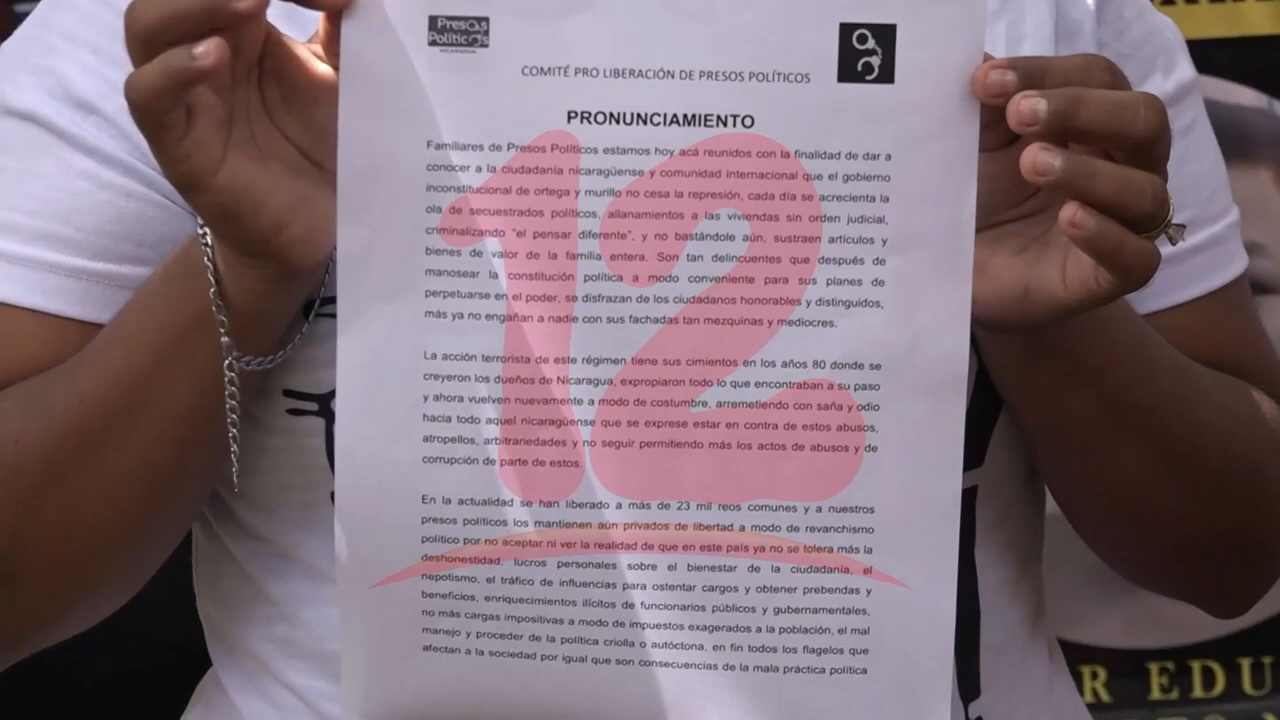 Presos
Políticos
NICARAGUA
COMITÉ PRO LIBERACIÓN DE PRESOS POLÍTICOS
PRONUNCIAMIENTO
Familiares de Presos Políticos estamos hoy acá reunidos con la finalidad de dar a
conocer a la ciudadanía nicaragüense y comunidad internacional que el gobierno
inconstitucional de ortega y murillo no cesa la represión, cada día se acrecienta la
ola de secuestrados políticos, allanamientos a las viviendas sin orden judicial,
criminalizando "el pensar diferente", y no bastándole aún, sustraen artículos y
bienes de valor de la familia entera. Son tan delincuentes que después de
manosear la constitución política a modo conveniente para sus planes de
perpetuarse en el poder, se disfrazan de los ciudadanos honorables y distinguidos,
más ya no engañan a nadie con sus fachadas tan mezquinas y mediocres.
La acción terrorista de este régimen tiene sus cimientos en los años 80 donde se
creyeron los dueños de Nicaragua, expropiaron todo lo que encontraban a su paso
y ahora vuelven nuevamente a modo de costumbre, arremetiendo con saña y odio
hacia todo aquel nicaragüense que se exprese estar en contra de estos abusos,
atropellos, arbitrariedades y no seguir permitiendo más los actos de abusos y de
corrupción de parte de estos.
En la actualidad se han liberado a más de 23 mil reos comunes y a nuestros
presos políticos los mantienen aún privados de libertad a modo de revanchismo
político por no aceptar ni ver la realidad de que en este país ya no se tolera más la
deshonestidad, lucros personales sobre el bienestar de la ciudadanía, el
nepotismo, el tráfico de influencias para ostentar cargos y obtener prebendas y
beneficios, enriquecimientos ilícitos de funcionarios públicos y gubernamentales,
no más cargas impositivas a modo de impuestos exagerados a la población, el mal
manejo y proceder de la política criolla o autóctona, en fin todos los flagelos que
afectan a la sociedad por igual que son consecuencias de la mala práctica política
12
R EDU